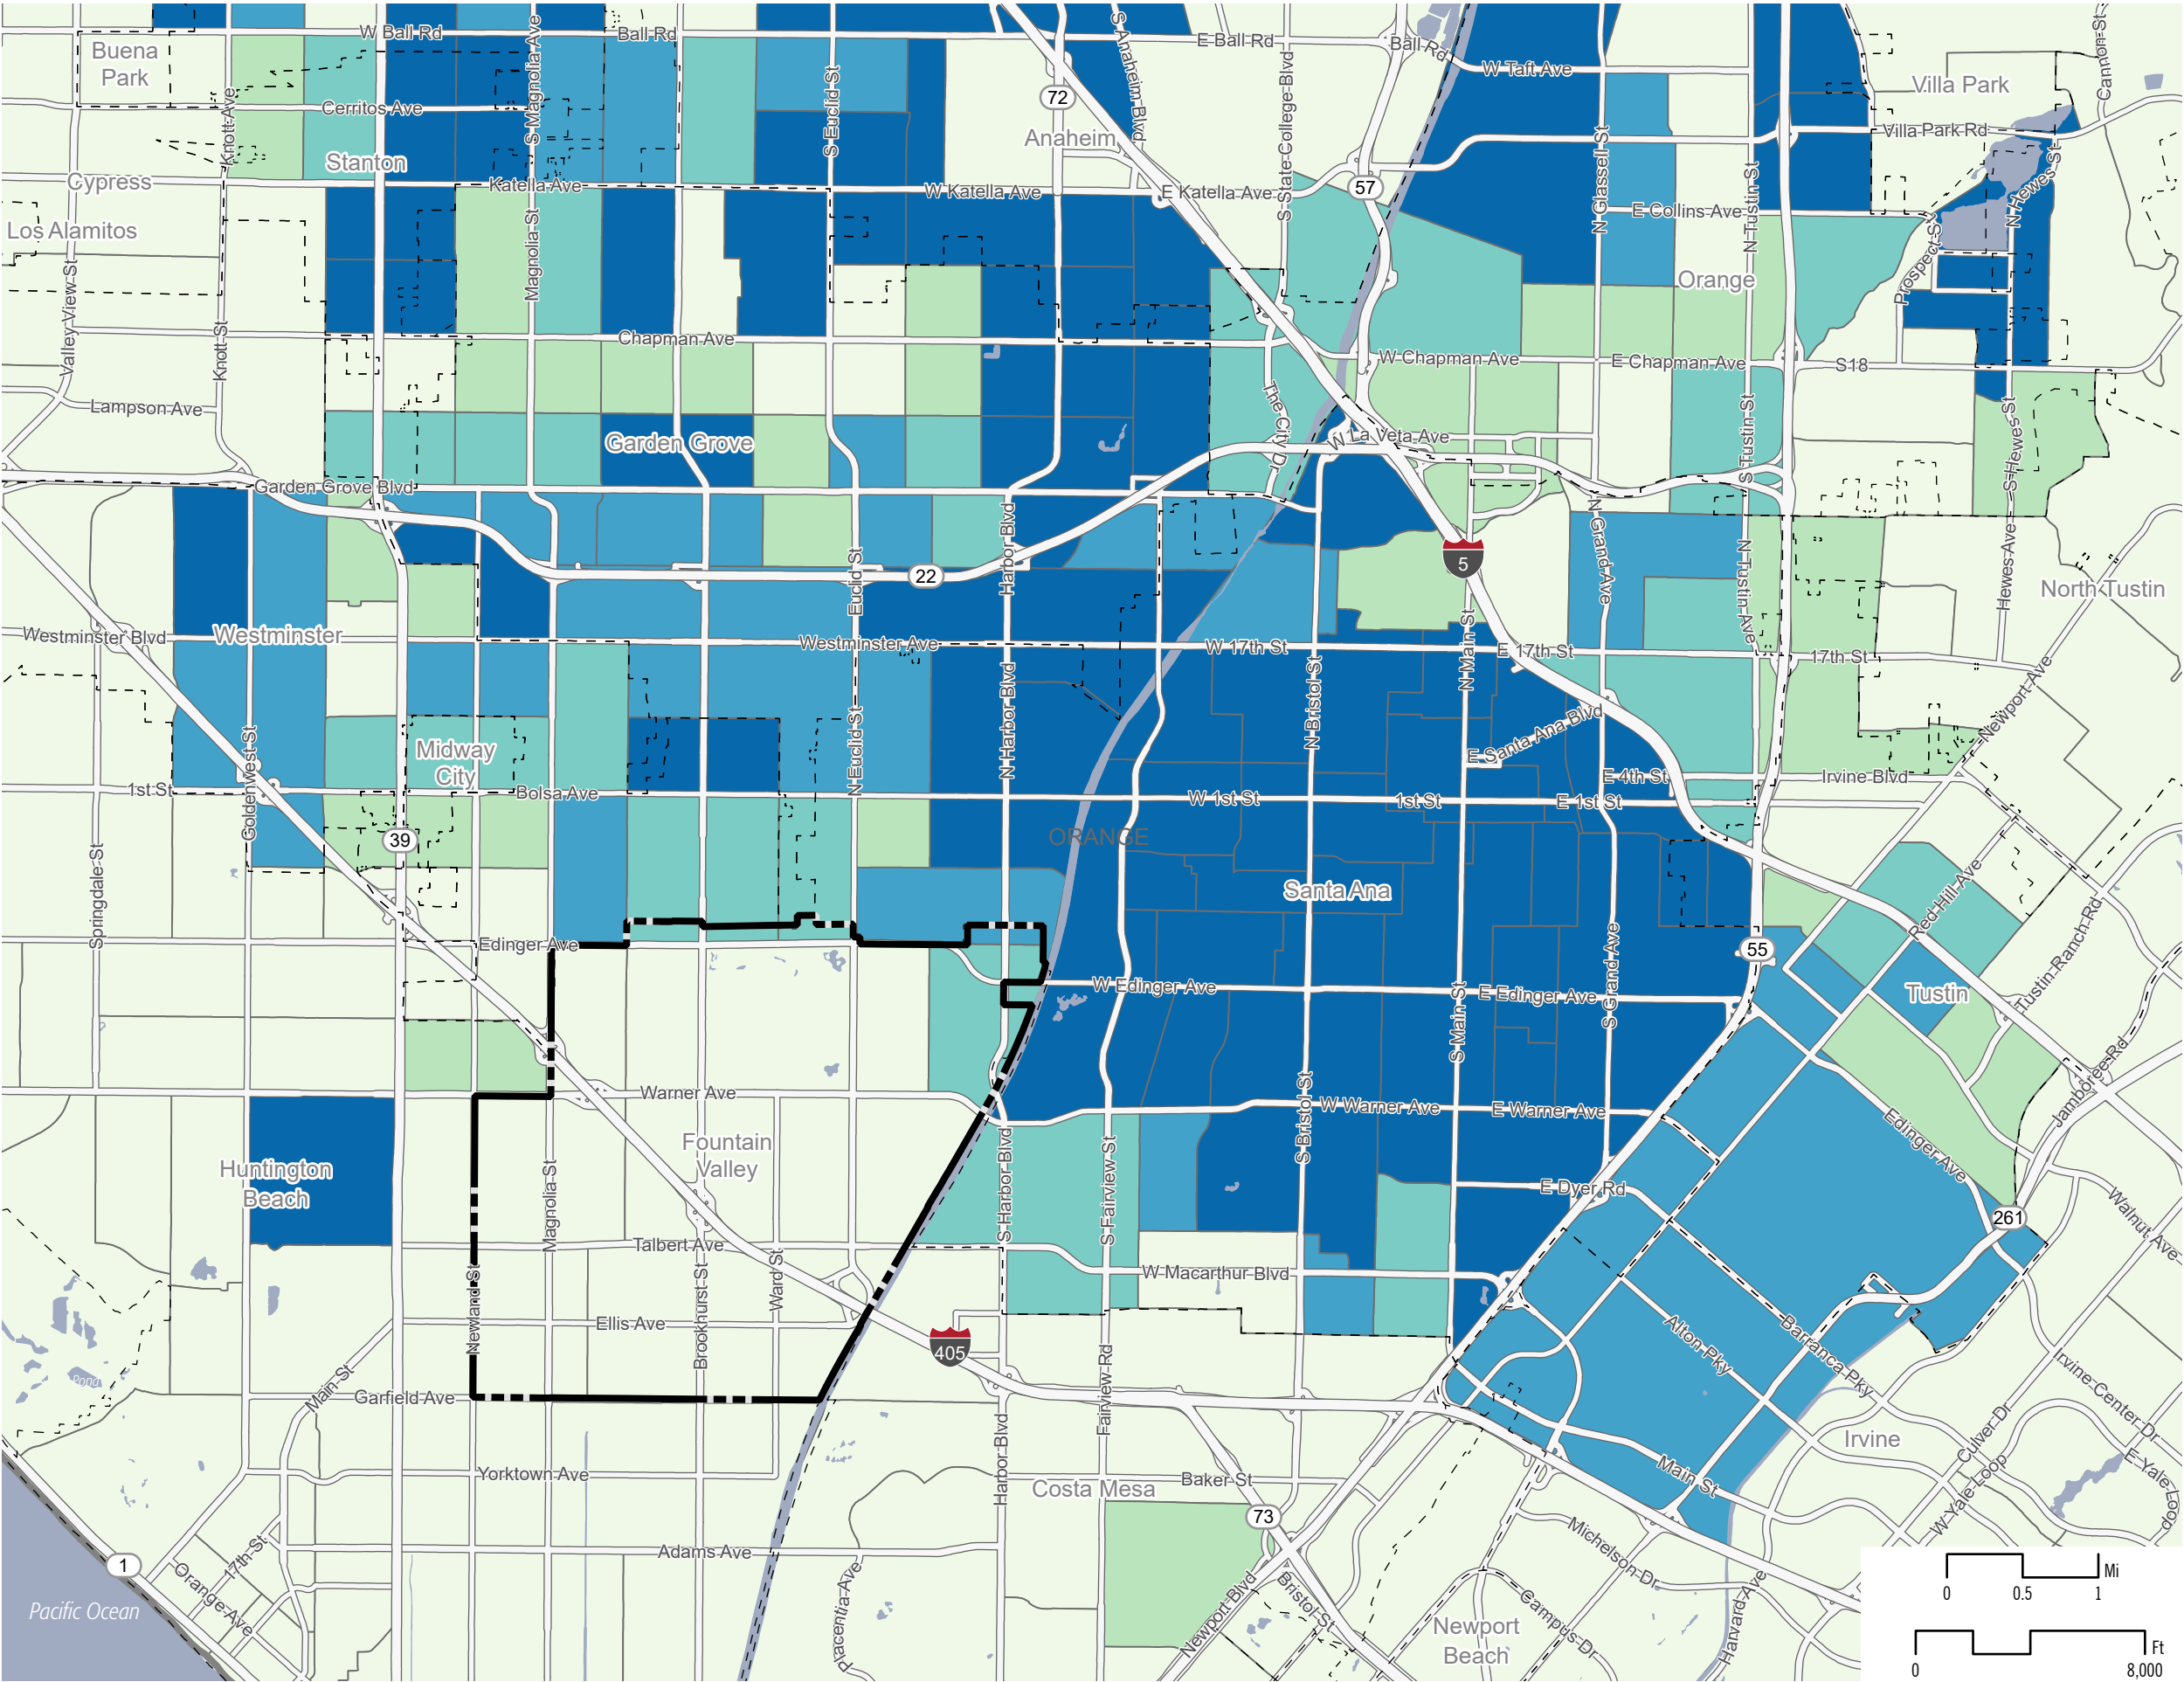 W Ball Rd
Ball Rd
E Ball Rd
Ball Rd
W Taft Ave
Buena
Park
Cerritos Ave
S Magnolia Ave
S Euclid St
72
S Anaheim Blvd
Anaheim
S State College Blvd
Villa Park
Cannon St
Villa Park Rd
Knott Ave
Stanton
Cypress
Katella Ave
W Katella Ave
E Katella Ave
57
N Glassell St
E Collins Ave
N Tustin St
N Hewes St
Prospect St
Los Alamitos
Valley View St
Knott St
Magnolia St
Orange
Chapman Ave
W Chapman Ave
E Chapman Ave
S18
Lampson Ave
The City Dr
W La Veta Ave
S Tustin St
S Hewes St
Garden Grove
Garden Grove Blvd
Harbor Blvd
Euclid St
22
5
N Grand Ave
N Tustin Ave
Hewes Ave
North Tustin
Westminster Blvd
Westminster
Westminster Ave
W 17th St
N Main St
E 17th St
17th St
Newport Ave
Goldenwest St
Midway
City
N Euclid St
N Harbor Blvd
N Bristol St
E Santa Ana Blvd
E 4th St
Irvine Blvd
1st St
Bolsa Ave
W 1st St
1st St
E 1st St
39
ORANGE
Santa Ana
Springdale St
Red Hill Ave
Tustin Ranch Rd
Edinger Ave
W Edinger Ave
E Edinger Ave
S Main St
S Grand Ave
55
Tustin
Jamboree Rd
Warner Ave
W Warner Ave
E Warner Ave
S Bristol St
Edinger Ave
Fountain
Valley
Huntington
Beach
Magnolia St
S Harbor Blvd
S Fairview St
E Dyer Rd
261
Walnut Ave
Talbert Ave
W Macarthur Blvd
Newland St
Brookhurst St
Ward St
Ellis Ave
405
Alton Pky
Barranca Pky
Irvine Center Dr
Pond
Main St
Garfield Ave
Fairview Rd
Irvine
Culver Dr
E Yale Loop
W Yale Loop
Yorktown Ave
Harbor Blvd
Costa Mesa
Baker St
Main St
73
1
17th St
Orange Ave
Adams Ave
Placentia Ave
Newport Blvd
Bristol St
Michelson Dr
Campus Dr
Harvard Ave
Newport
Beach
Pacific Ocean
Mi
0 0.5 1
Ft
0 8,000